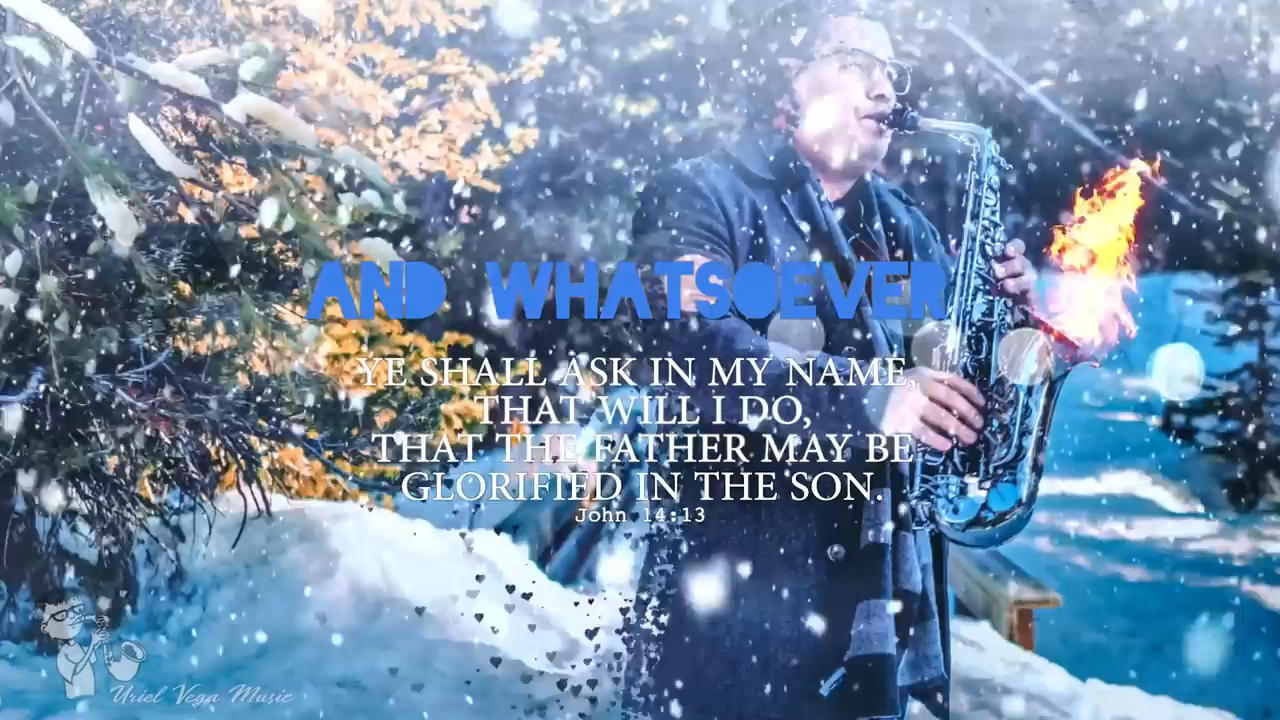 AND WHATSOEVER
YE SHALL ASK IN MY NAME,
THAT WILL I DO,
THAT THE FATHER MAY BE
GLORIFIED IN THE SON.
John 14:13
Uriel Vega Music